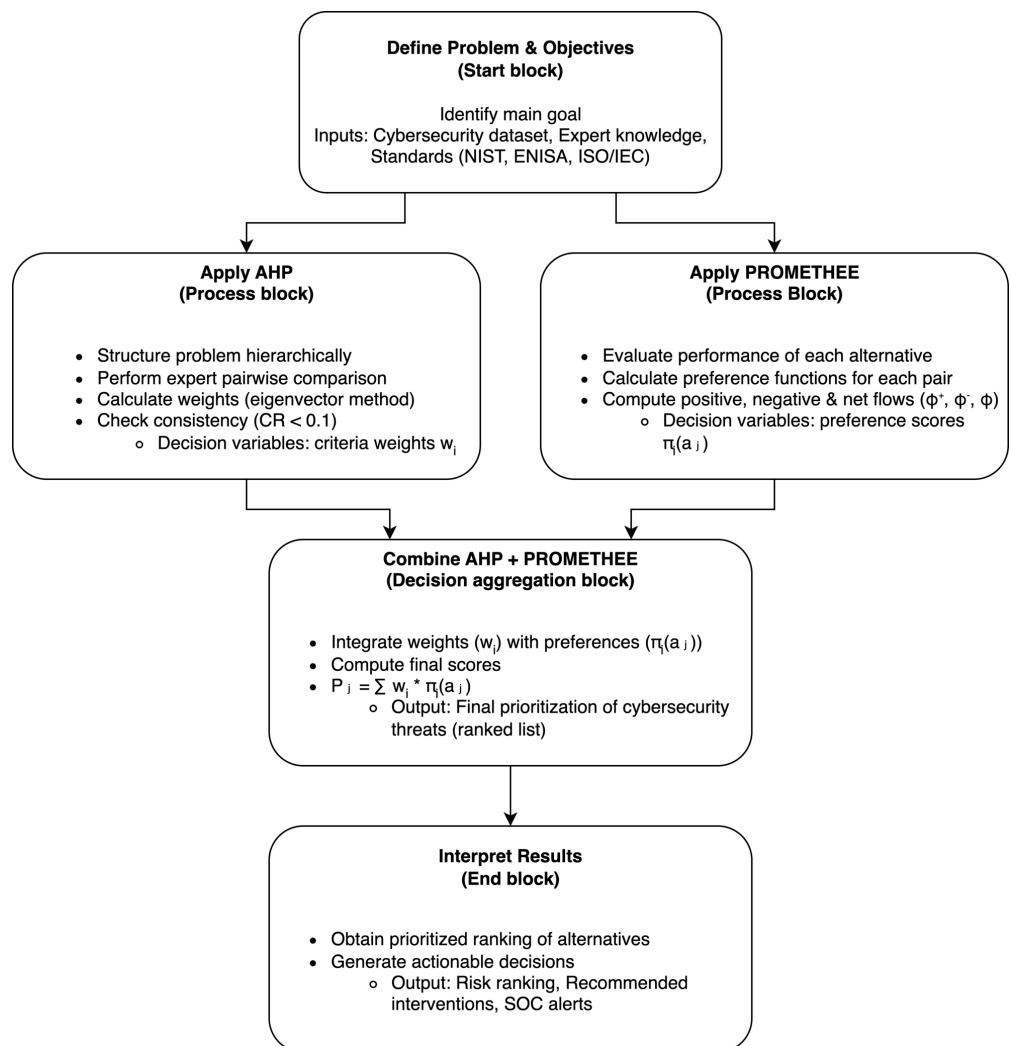 Define Problem & Objectives
(Start block)
Identify main goal
Inputs: Cybersecurity dataset, Expert knowledge,
Standards (NIST, ENISA, ISO/IEC)
Apply AHP
(Process block)
• Structure problem hierarchically
• Perform expert pairwise comparison
• Calculate weights (eigenvector method)
• Check consistency (CR < 0.1)
o Decision variables: criteria weights wᵢ
Apply PROMETHEE
(Process Block)
• Evaluate performance of each alternative
• Calculate preference functions for each pair
• Compute positive, negative & net flows (ϕ⁺, ϕ⁻, ϕ)
o Decision variables: preference scores
πᵢ(a ⱼ)
Combine AHP + PROMETHEE
(Decision aggregation block)
• Integrate weights (wᵢ) with preferences (πᵢ(a ⱼ))
• Compute final scores
• P ⱼ = ∑ wᵢ * πᵢ(a ⱼ)
o Output: Final prioritization of cybersecurity
threats (ranked list)
Interpret Results
(End block)
• Obtain prioritized ranking of alternatives
• Generate actionable decisions
o Output: Risk ranking, Recommended
interventions, SOC alerts